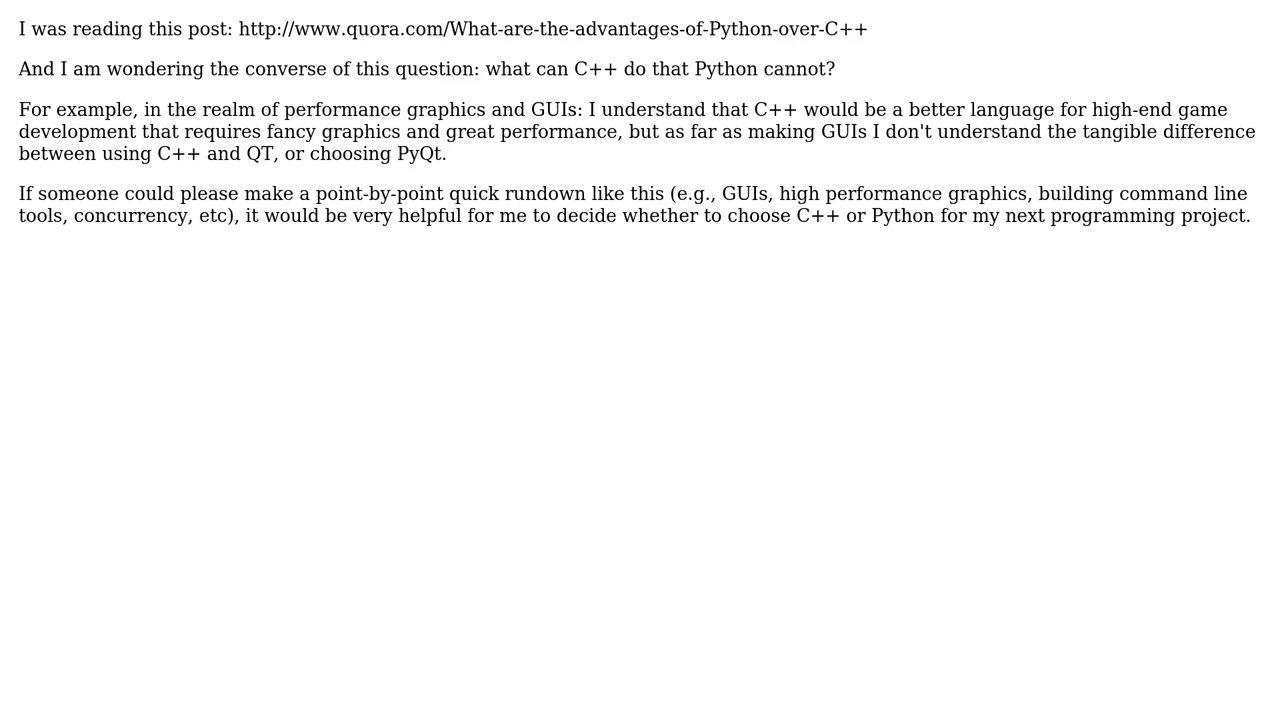 I was reading this post: http://www.quora.com/What-are-the-advantages-of-Python-over-C++
And I am wondering the converse of this question: what can C++ do that Python cannot?
For example, in the realm of performance graphics and GUIs: I understand that C++ would be a better language for high-end game
development that requires fancy graphics and great performance, but as far as making GUIs I don't understand the tangible difference
between using C++ and QT, or choosing PyQt.
If someone could please make a point-by-point quick rundown like this (e.g., GUIs, high performance graphics, building command line
tools, concurrency, etc), it would be very helpful for me to decide whether to choose C++ or Python for my next programming project.